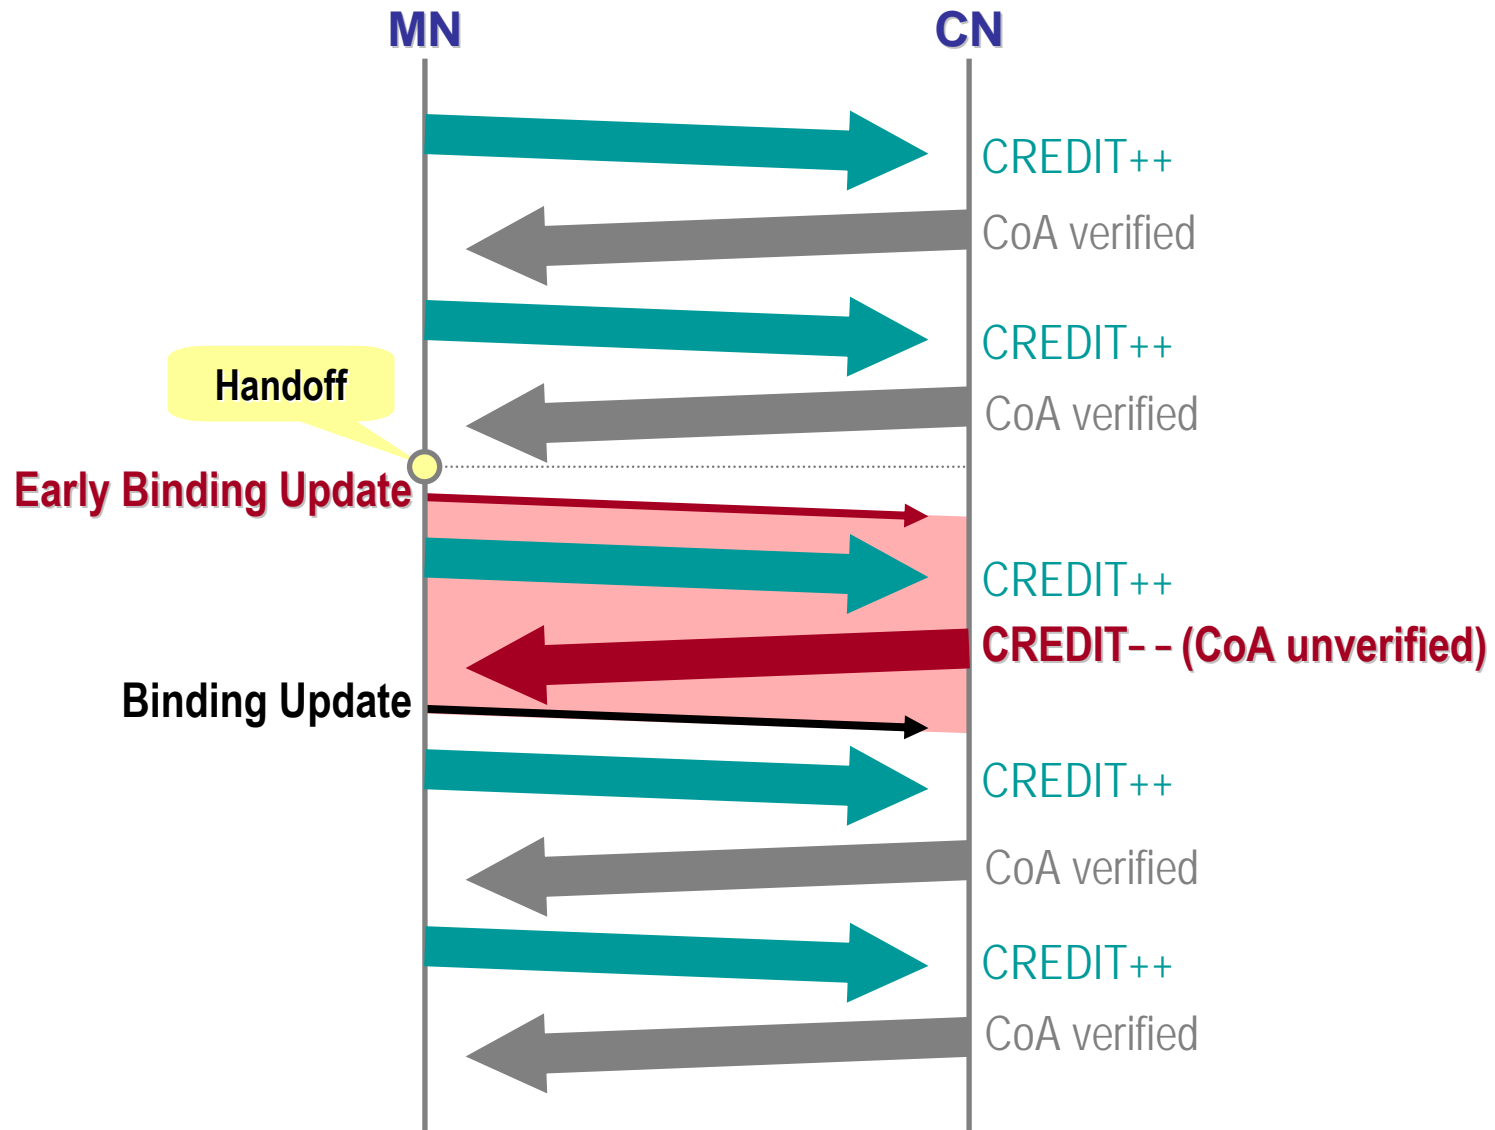 MN
CN
CREDIT++
CoA verified
CREDIT++
Handoff
CoA verified
Early Binding Update
CREDIT++
CREDIT– – (CoA unverified)
Binding Update
CREDIT++
CoA verified
CREDIT++
CoA verified